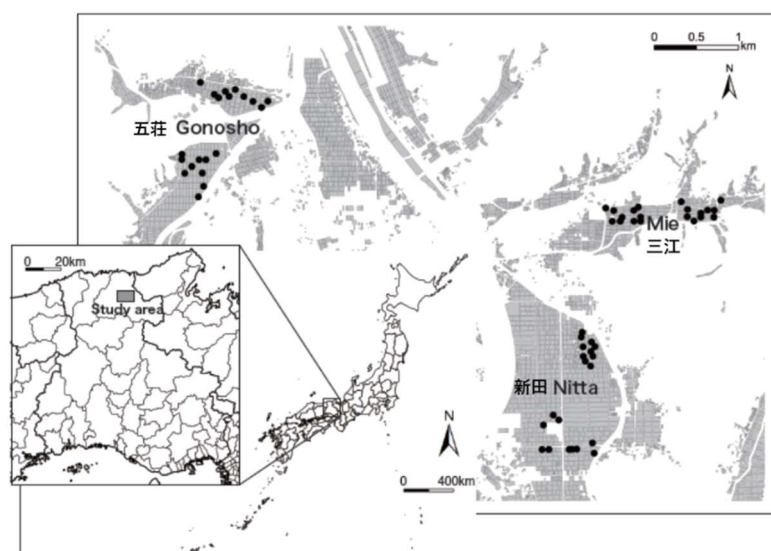 0 0.5 1
km
N
五荘 Gonosho
Mie
三江
0 20km
Study area
新田 Nitta
N
0 400km